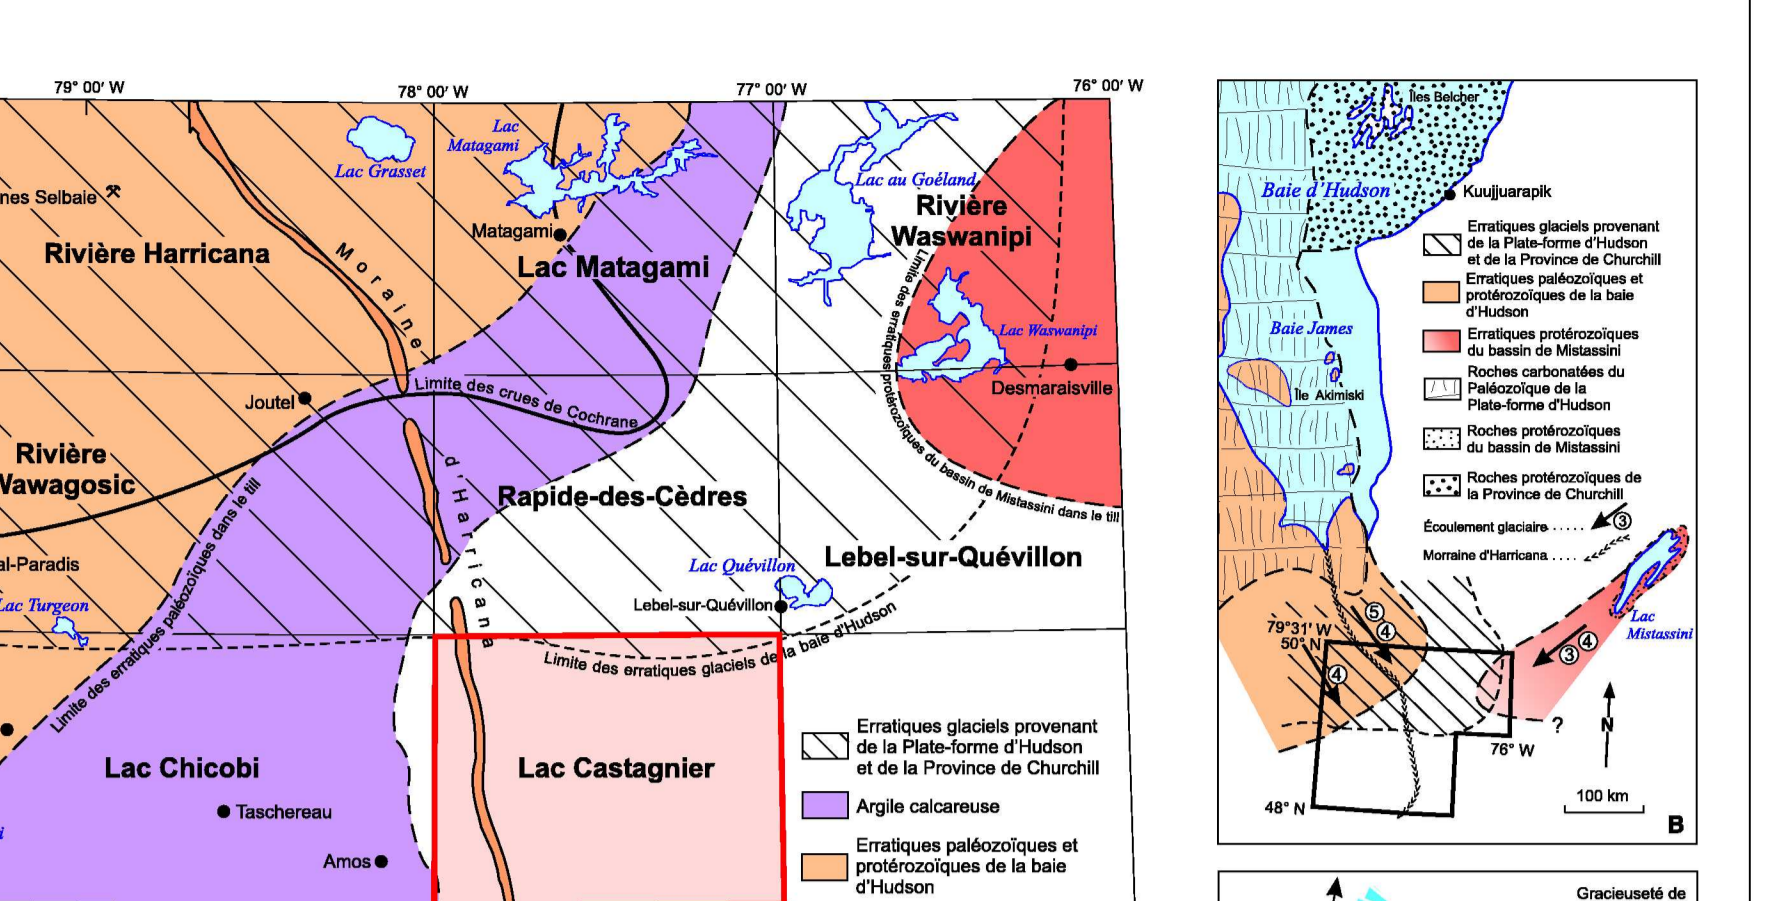 79° 00' W
78° 00' W
77° 00' W
76° 00' W
Lac
Matagami
Lac Grasset
nes Selbaie
Matagami
Lac au Goéland
Rivière
Waswanipi
Rivière Harricana
Lac Matagami
Moraine
Limite des erratiques protérozoïques du bassin de Mistassini dans le till
Lac Waswanipi
Desmaraisville
Joutel
Limite des crues de Cochrane
Rivière
Wawagosic
d'Harricana
Rapide-des-Cèdres
Lebel-sur-Quévillon
al-Paradis
Lac Quévillon
Lac Turgeon
Lebel-sur-Quévillon
Limite des erratiques paléozoïques dans le till
Limite des erratiques glaciels de la baie d'Hudson
Lac Chicobi
Lac Castagnier
Taschereau
Amos
i
Erratiques glaciels provenant
de la Plate-forme d'Hudson
et de la Province de Churchill
Argile calcareuse
Erratiques paléozoïques et
protérozoïques de la baie
d'Hudson
Îles Belcher
Baie d'Hudson
Kuujjuarapik
Erratiques glaciels provenant
de la Plate-forme d'Hudson
et de la Province de Churchill
Erratiques paléozoïques et
protérozoïques de la baie
d'Hudson
Baie James
Erratiques protérozoïques
du bassin de Mistassini
Île Akimiski
Roches carbonatées du
Paléozoïque de la
Plate-forme d'Hudson
Roches protérozoïques
du bassin de Mistassini
Roches protérozoïques de
la Province de Churchill
Écoulement glaciaire ..... 3
Morraine d'Harricana ....
5
4
79°31' W
50° N
4
Lac
Mistassini
3 4
?
N
76° W
48° N
100 km
B
Gracieuseté de